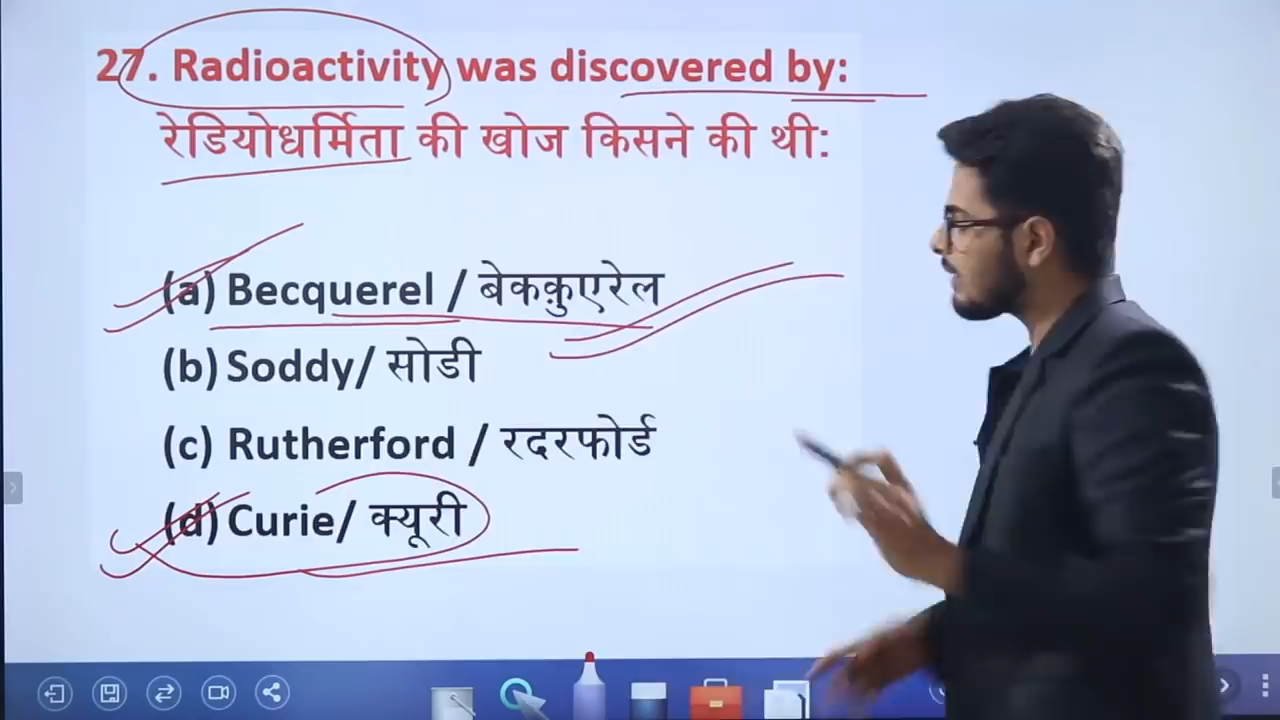 27. Radioactivity was discovered by:
रेडियोधर्मिता की खोज किसने की थी:
(a) Becquerel / बेकक़ुएरेल
(b) Soddy/ सोडी
(c) Rutherford / रदरफोर्ड
(d) Curie/ क्यूरी